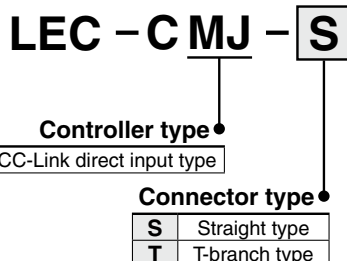 LEC – C MJ – S
Controller type
CC-Link direct input type
Connector type
S Straight type
T T-branch type